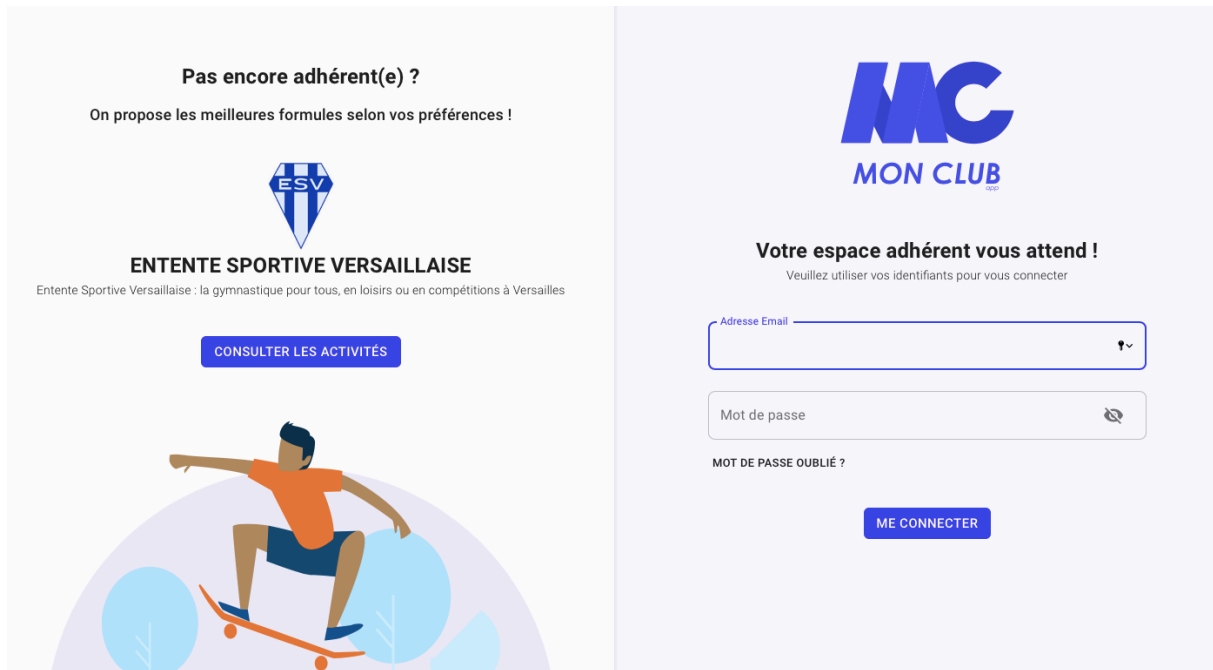 Pas encore adhérent(e) ?
On propose les meilleures formules selon vos préférences !
ESV
ENTENTE SPORTIVE VERSAILLAISE
Entente Sportive Versaillaise : la gymnastique pour tous, en loisirs ou en compétitions à Versailles
CONSULTER LES ACTIVITÉS
MC
MON CLUB
app
Votre espace adhérent vous attend !
Veuillez utiliser vos identifiants pour vous connecter
Adresse Email
Mot de passe
MOT DE PASSE OUBLIÉ ?
ME CONNECTER